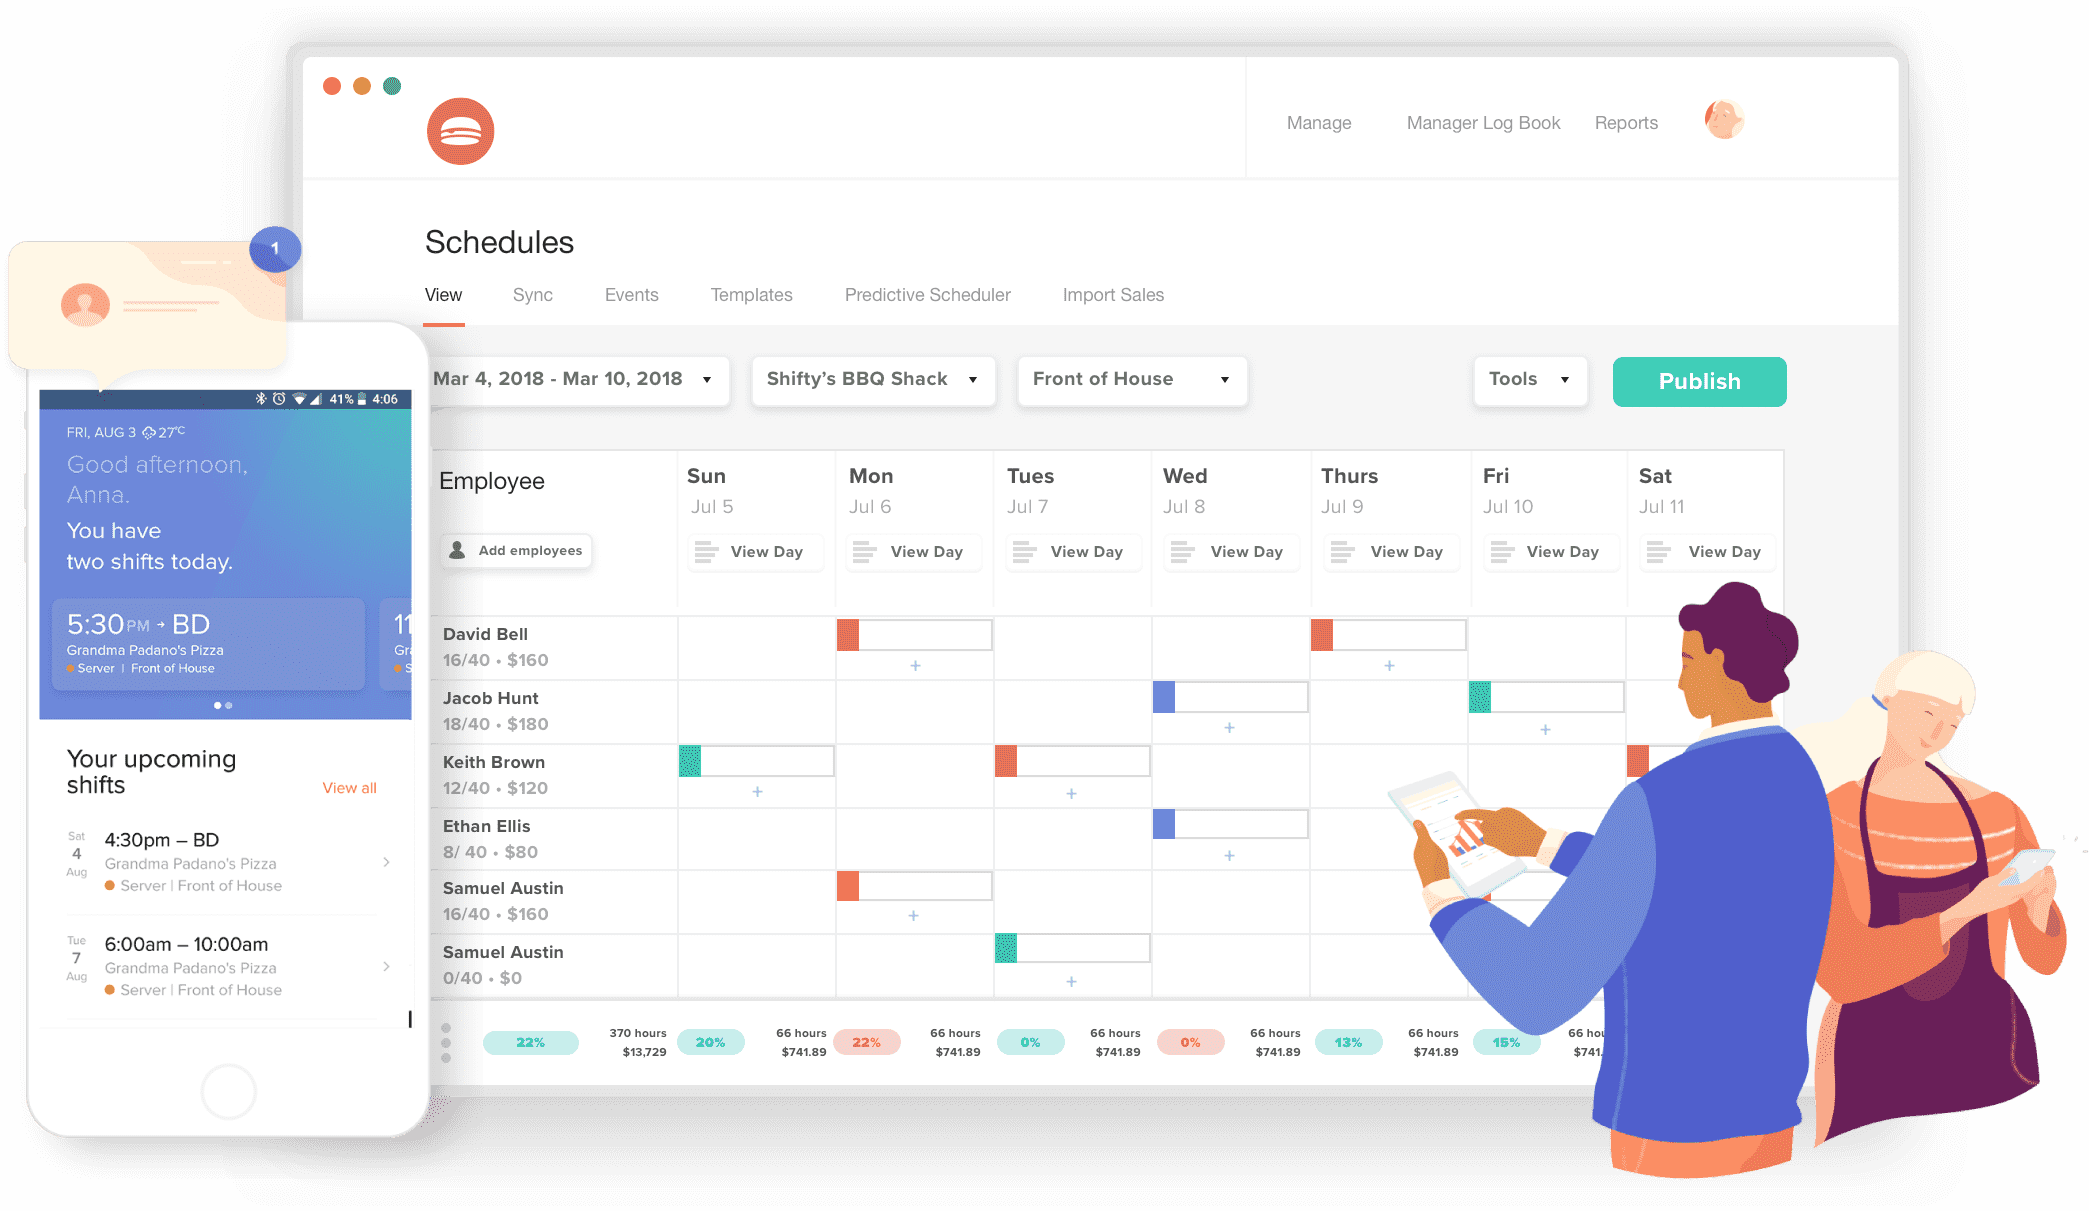 Manage Manager Log Book Reports
Schedules
View Sync Events Templates Predictive Scheduler Import Sales
Mar 4, 2018 - Mar 10, 2018 Shifty's BBQ Shack Front of House Tools Publish
Employee Sun Mon Tues Wed Thurs Fri Sat
Jul 5 Jul 6 Jul 7 Jul 8 Jul 9 Jul 10 Jul 11
Add employees View Day View Day View Day View Day View Day View Day View Day
David Bell
16/40 • $160
Jacob Hunt
18/40 • $180
Keith Brown
12/40 • $120
Ethan Ellis
8/ 40 • $80
Samuel Austin
16/40 • $160
Samuel Austin
0/40 • $0
22% 370 hours 20% 66 hours 22% 66 hours 0% 66 hours 0% 66 hours 13% 66 hours 15% 66
$13,729 $741.89 $741.89 $741.89 $741.89 $741.89
1
41% 4:06
FRI, AUG 3 27°C
Good afternoon,
Anna.
You have
two shifts today.
5:30PM → BD
Grandma Padano's Pizza
Server | Front of House
11
Your upcoming
shifts
View all
Sat
4
Aug
4:30pm – BD
Grandma Padano's Pizza
Server | Front of House
Tue
7
Aug
6:00am – 10:00am
Grandma Padano's Pizza
Server | Front of House